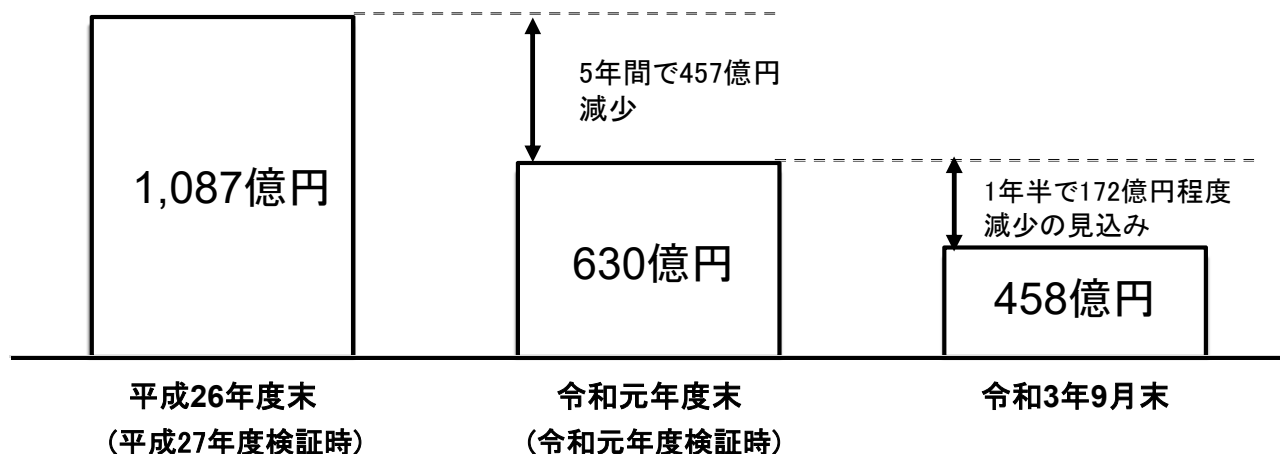 5年間で457億円
減少
1,087億円
630億円
1年半で172億円程度
減少の見込み
458億円
平成26年度末
(平成27年度検証時)
令和元年度末
(令和元年度検証時)
令和3年9月末